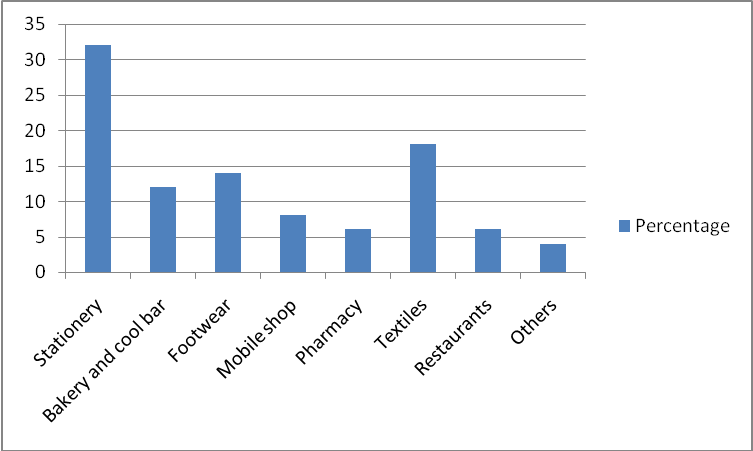 35
30
25
20
15
10
5
0
Stationery
Bakery and cool bar
Footwear
Mobile shop
Pharmacy
Textiles
Restaurants
Others
Percentage